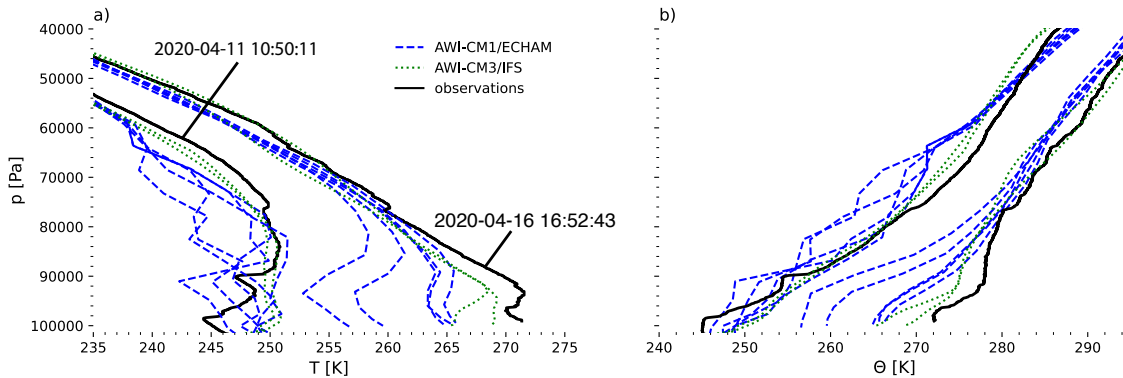 a)
b)
2020-04-11 10:50:11
AWI-CM1/ECHAM
AWI-CM3/IFS
observations
2020-04-16 16:52:43
p [Pa]
40000
50000
60000
70000
80000
90000
100000
235 240 245 250 255 260 265 270 275
T [K]
240 250 260 270 280 290
Θ [K]